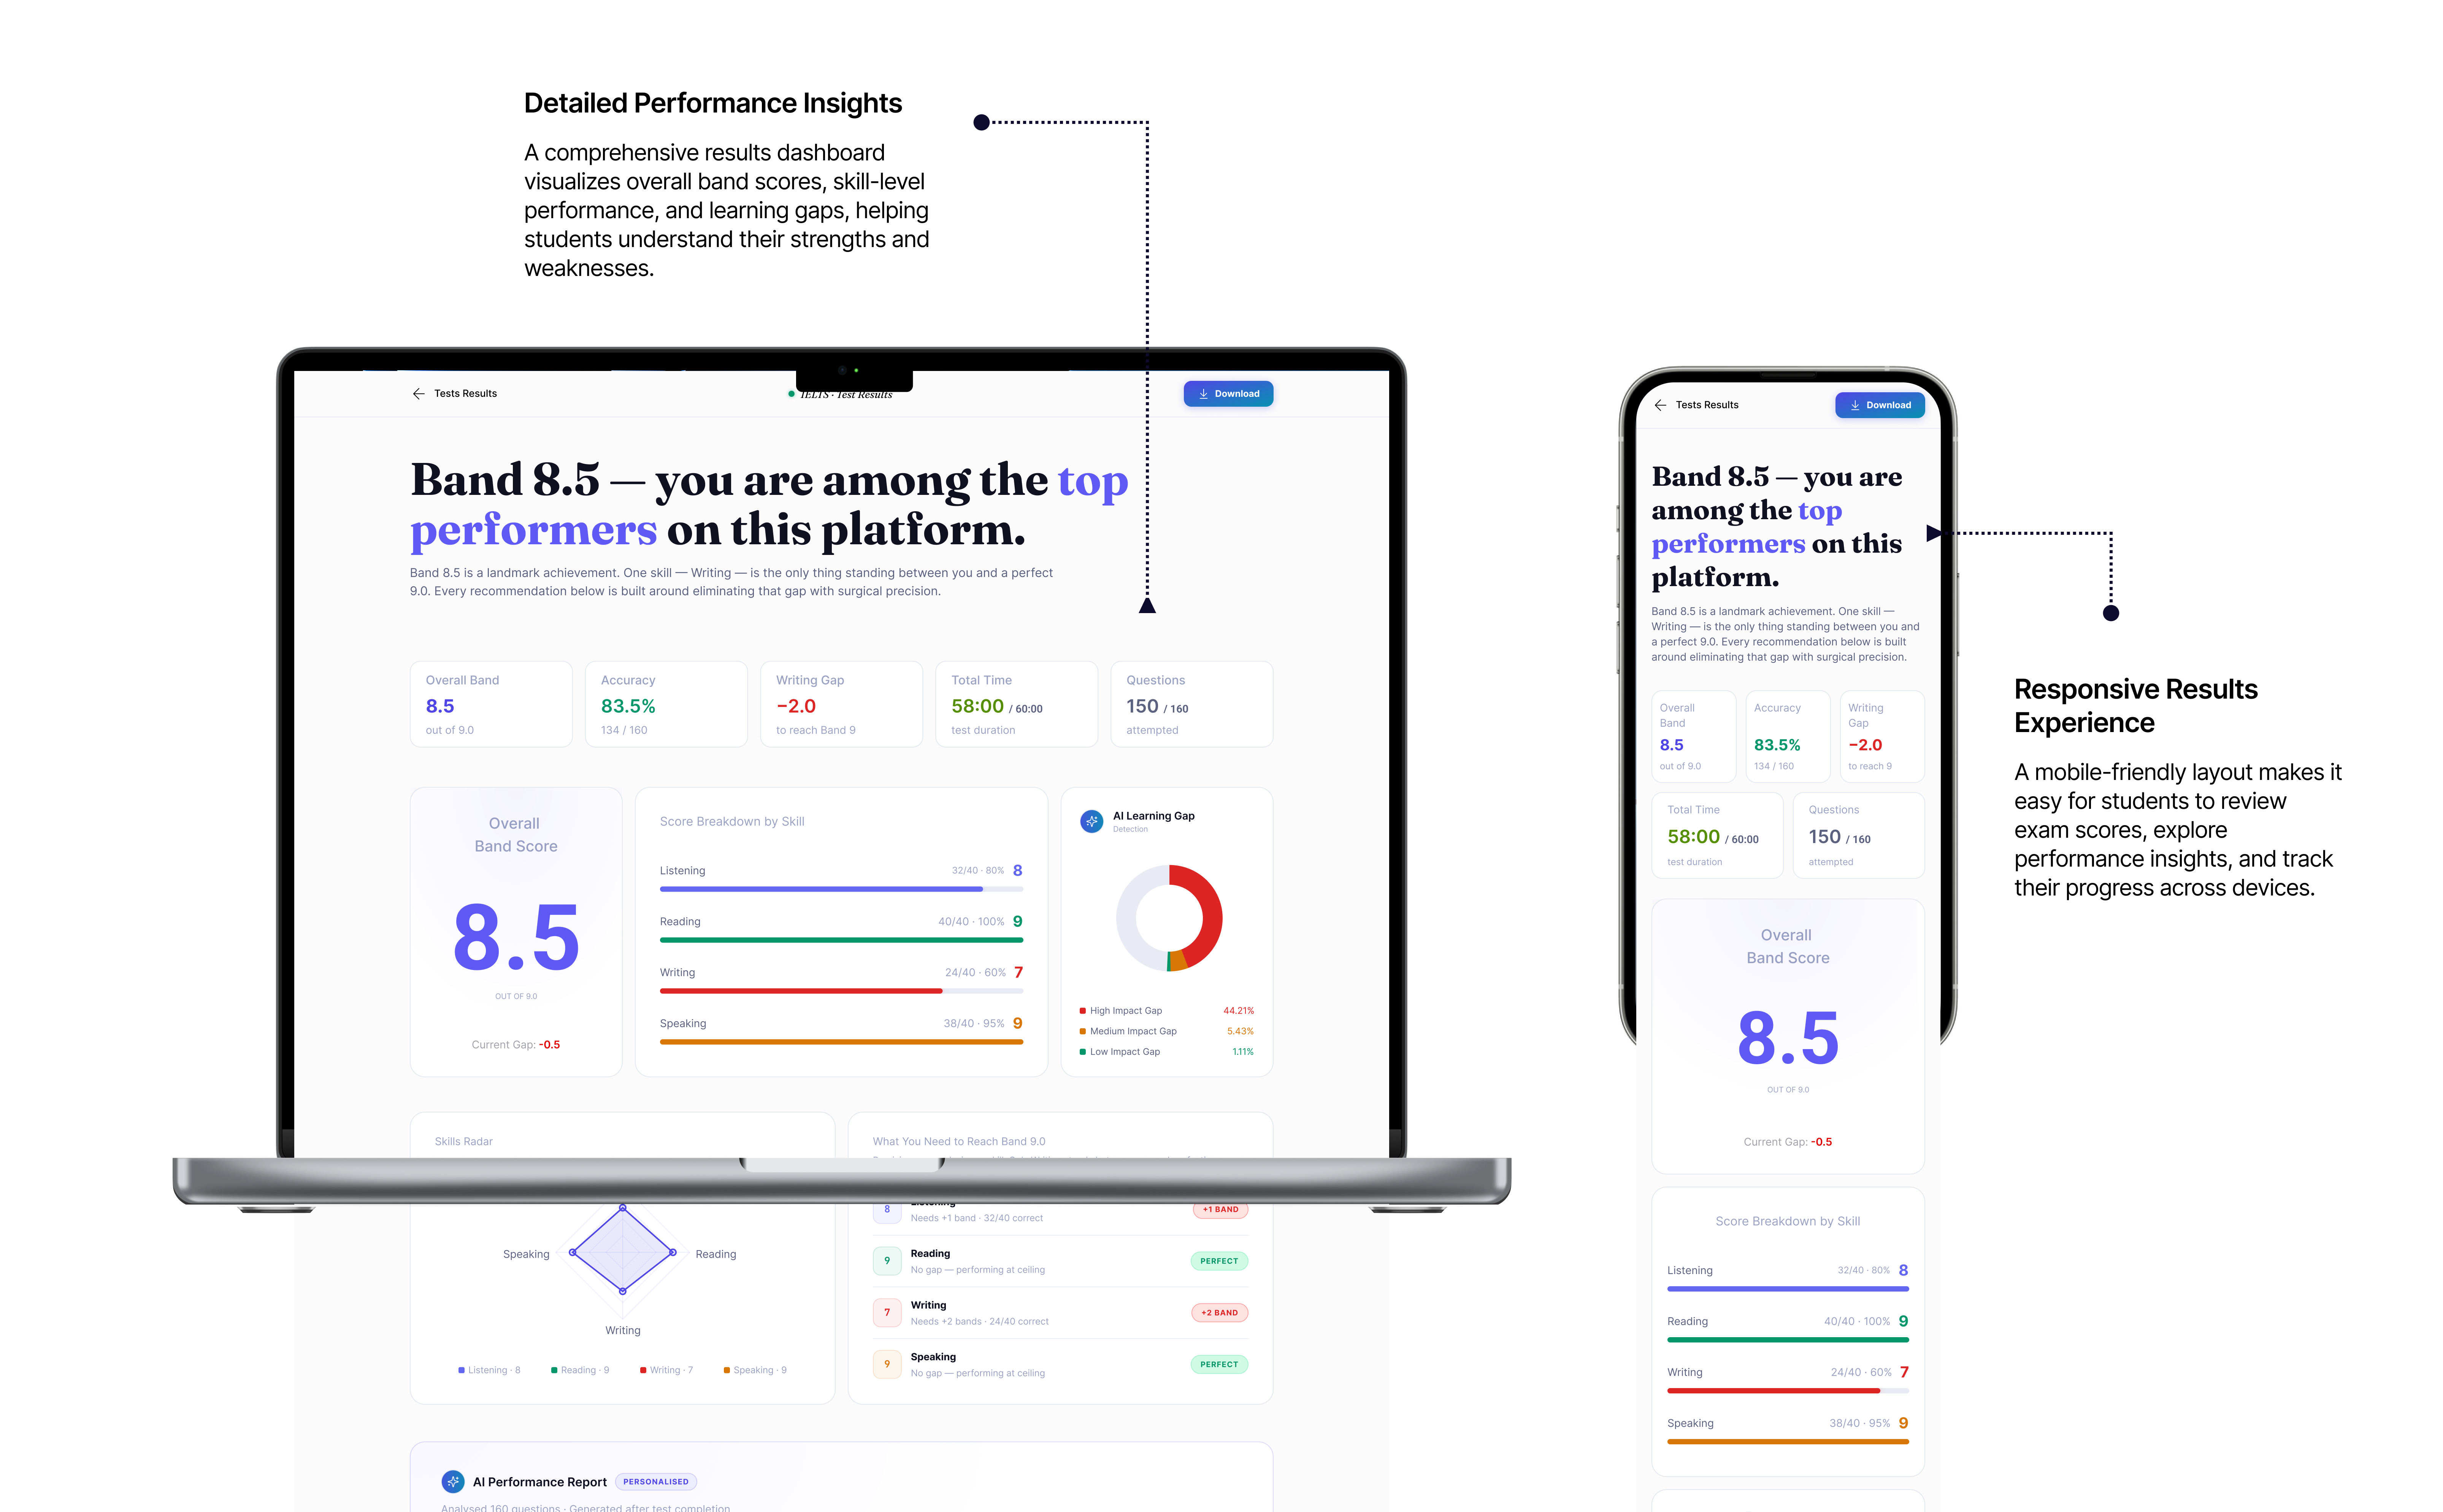 Detailed Performance Insights
A comprehensive results dashboard
visualizes overall band scores, skill-level
performance, and learning gaps, helping
students understand their strengths and
weaknesses.
Tests Results
IELTS · Test Results
Download
Band 8.5 — you are among the top
performers on this platform.
Band 8.5 is a landmark achievement. One skill — Writing — is the only thing standing between you and a perfect
9.0. Every recommendation below is built around eliminating that gap with surgical precision.
Overall Band
8.5
out of 9.0
Accuracy
83.5%
134 / 160
Writing Gap
−2.0
to reach Band 9
Total Time
58:00 / 60:00
test duration
Questions
150 / 160
attempted
Overall
Band Score
8.5
OUT OF 9.0
Current Gap: -0.5
Score Breakdown by Skill
Listening 32/40 · 80% 8
Reading 40/40 · 100% 9
Writing 24/40 · 60% 7
Speaking 38/40 · 95% 9
AI Learning Gap
Detection
High Impact Gap 44.21%
Medium Impact Gap 5.43%
Low Impact Gap 1.11%
Skills Radar
Speaking
Reading
Writing
Listening · 8
Reading · 9
Writing · 7
Speaking · 9
What You Need to Reach Band 9.0
8
Needs +1 band · 32/40 correct
+1 BAND
9
Reading
No gap — performing at ceiling
PERFECT
7
Writing
Needs +2 bands · 24/40 correct
+2 BAND
9
Speaking
No gap — performing at ceiling
PERFECT
AI Performance Report
PERSONALISED
Analysed 160 questions · Generated after test completion
Tests Results
Download
Band 8.5 — you are
among the top
performers on this
platform.
Band 8.5 is a landmark achievement. One skill —
Writing — is the only thing standing between you and
a perfect 9.0. Every recommendation below is built
around eliminating that gap with surgical precision.
Overall
Band
8.5
out of 9.0
Accuracy
83.5%
134 / 160
Writing
Gap
−2.0
to reach 9
Total Time
58:00 / 60:00
test duration
Questions
150 / 160
attempted
Overall
Band Score
8.5
OUT OF 9.0
Current Gap: -0.5
Score Breakdown by Skill
Listening 32/40 · 80% 8
Reading 40/40 · 100% 9
Writing 24/40 · 60% 7
Speaking 38/40 · 95% 9
Responsive Results
Experience
A mobile-friendly layout makes it
easy for students to review
exam scores, explore
performance insights, and track
their progress across devices.